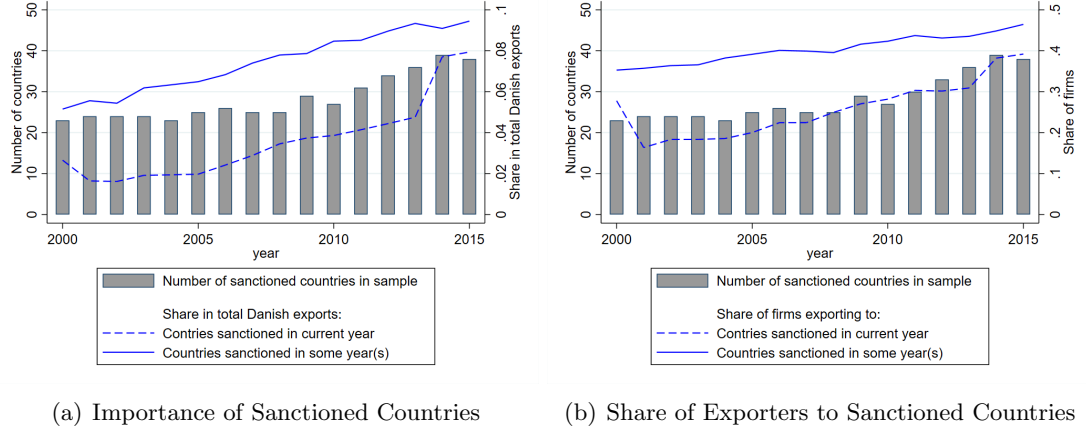 50
40
30
20
10
0
Number of countries
.1
.08
.06
.04
.02
0
Share in total Danish exports
2000
2005
2010
2015
year
Number of sanctioned countries in sample
Share in total Danish exports:
Contries sanctioned in current year
Countries sanctioned in some year(s)
(a) Importance of Sanctioned Countries
50
40
30
20
10
0
Number of countries
.5
.4
.3
.2
.1
0
Share of firms
2000
2005
2010
2015
year
Number of sanctioned countries in sample
Share of firms exporting to:
Contries sanctioned in current year
Countries sanctioned in some year(s)
(b) Share of Exporters to Sanctioned Countries